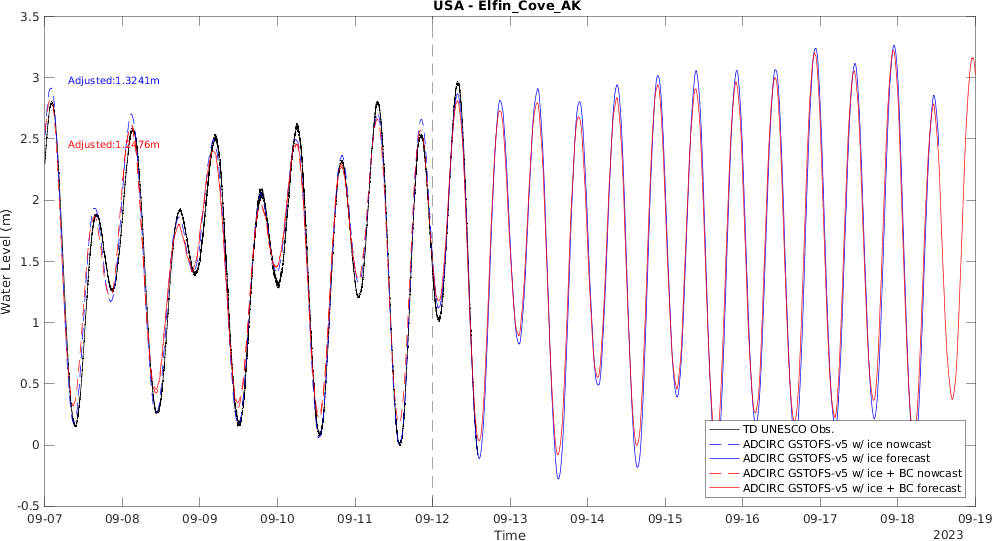 USA - Elfin_Cove_AK
3.5
3
2.5
2
1.5
1
0.5
0
-0.5
Water Level (m)
Adjusted:1.3241m
TD UNESCO Obs.
ADCIRC GSTOFS-v5 w/ ice nowcast
ADCIRC GSTOFS-v5 w/ ice forecast
ADCIRC GSTOFS-v5 w/ ice + BC nowcast
ADCIRC GSTOFS-v5 w/ ice + BC forecast
09-07 09-08 09-09 09-10 09-11 09-12 09-13 09-14 09-15 09-16 09-17 09-18 09-19
Time
2023